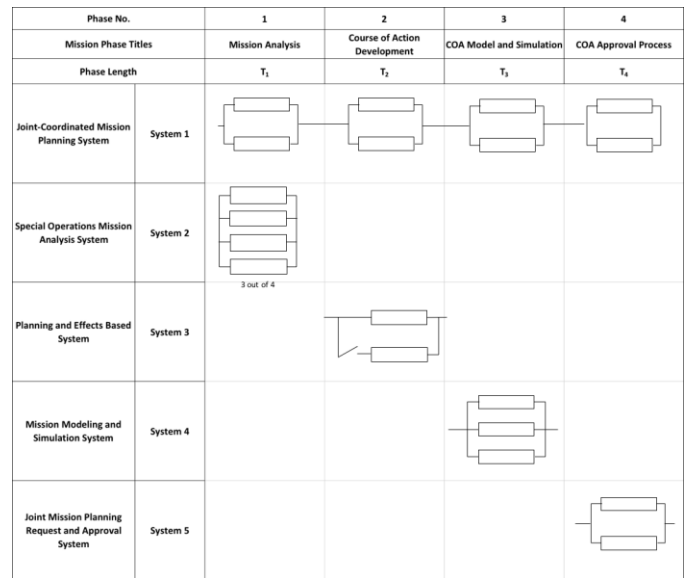 Phase No. 1 2 3 4
Mission Phase Titles Mission Analysis Course of Action
Development COA Model and Simulation COA Approval Process
Phase Length T₁ T₂ T₃ T₄
Joint-Coordinated Mission
Planning System System 1
Special Operations Mission
Analysis System System 2
3 out of 4
Planning and Effects Based
System System 3
Mission Modeling and
Simulation System System 4
Joint Mission Planning
Request and Approval
System System 5